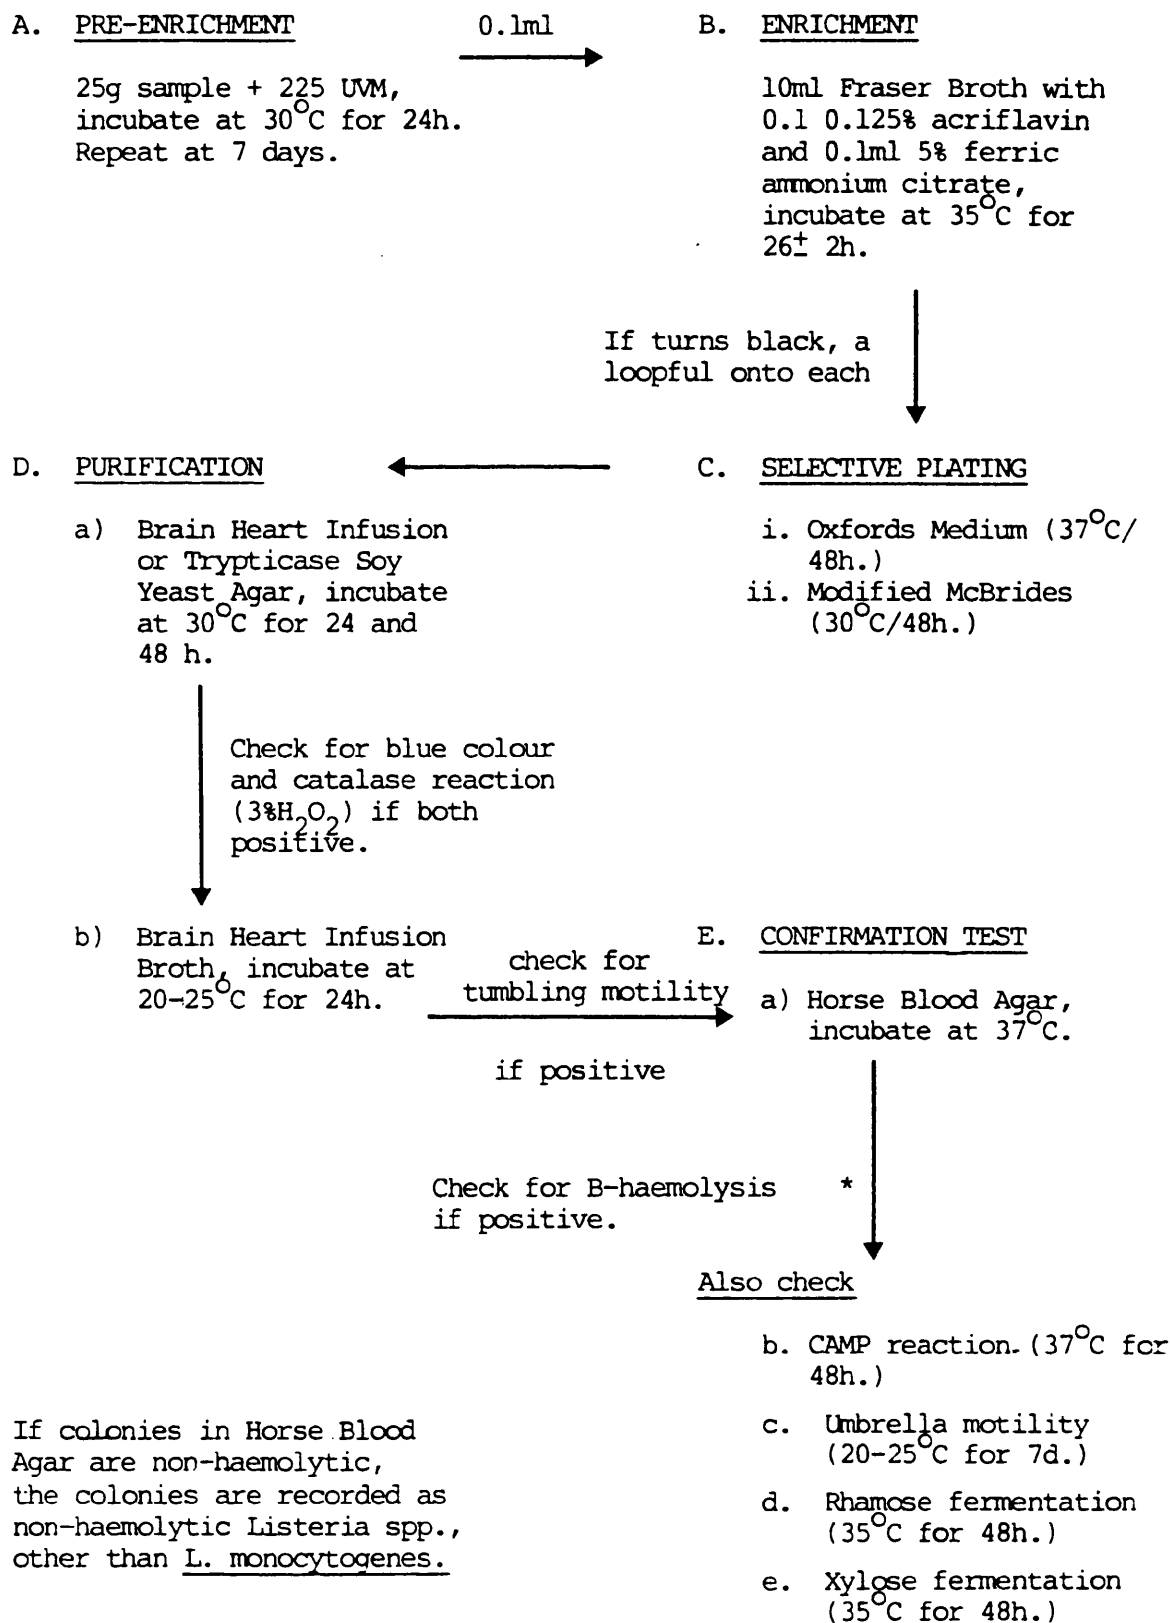 A. PRE-ENRICHMENT
25g sample + 225 UVM,
incubate at 30°C for 24h.
Repeat at 7 days.
0.1ml
B. ENRICHMENT
10ml Fraser Broth with
0.1 0.125% acriflavin
and 0.1ml 5% ferric
ammonium citrate,
incubate at 35°C for
26± 2h.
If turns black, a
loopful onto each
C. SELECTIVE PLATING
i. Oxfords Medium (37°C/
48h.)
ii. Modified McBrides
(30°C/48h.)
D. PURIFICATION
a) Brain Heart Infusion
or Trypticase Soy
Yeast Agar, incubate
at 30°C for 24 and
48 h.
Check for blue colour
and catalase reaction
(3%H₂O₂) if both
positive.
b) Brain Heart Infusion
Broth, incubate at
20-25°C for 24h.
check for
tumbling motility
if positive
E. CONFIRMATION TEST
a) Horse Blood Agar,
incubate at 37°C.
Check for B-haemolysis *
if positive.
Also check
b. CAMP reaction. (37°C for
48h.)
c. Umbrella motility
(20-25°C for 7d.)
d. Rhamose fermentation
(35°C for 48h.)
e. Xylose fermentation
(35°C for 48h.)
If colonies in Horse Blood
Agar are non-haemolytic,
the colonies are recorded as
non-haemolytic Listeria spp.,
other than L. monocytogenes.